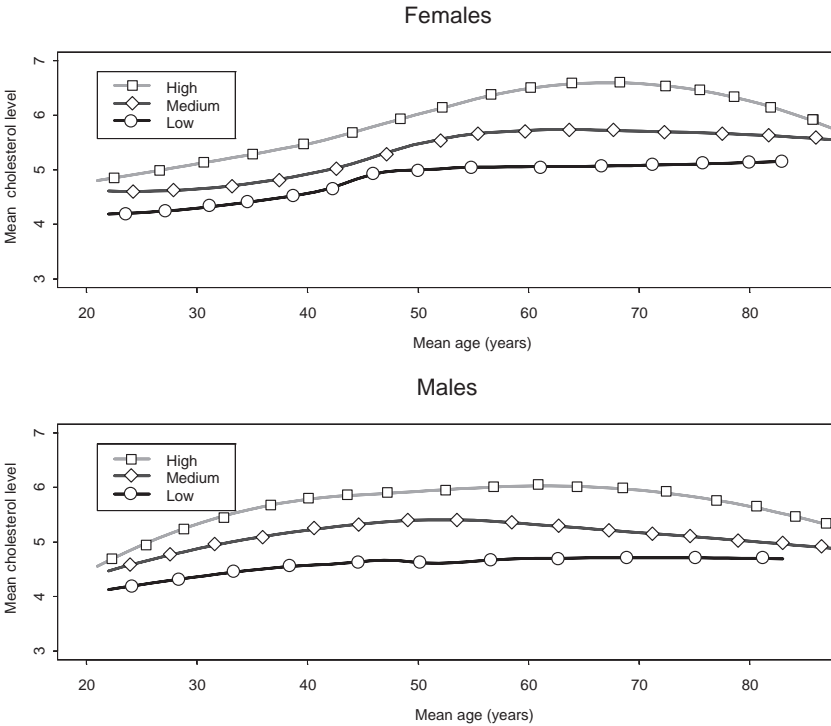 Females
Mean cholesterol level
7
6
5
4
3
High
Medium
Low
20 30 40 50 60 70 80
Mean age (years)
Males
Mean cholesterol level
7
6
5
4
3
High
Medium
Low
20 30 40 50 60 70 80
Mean age (years)